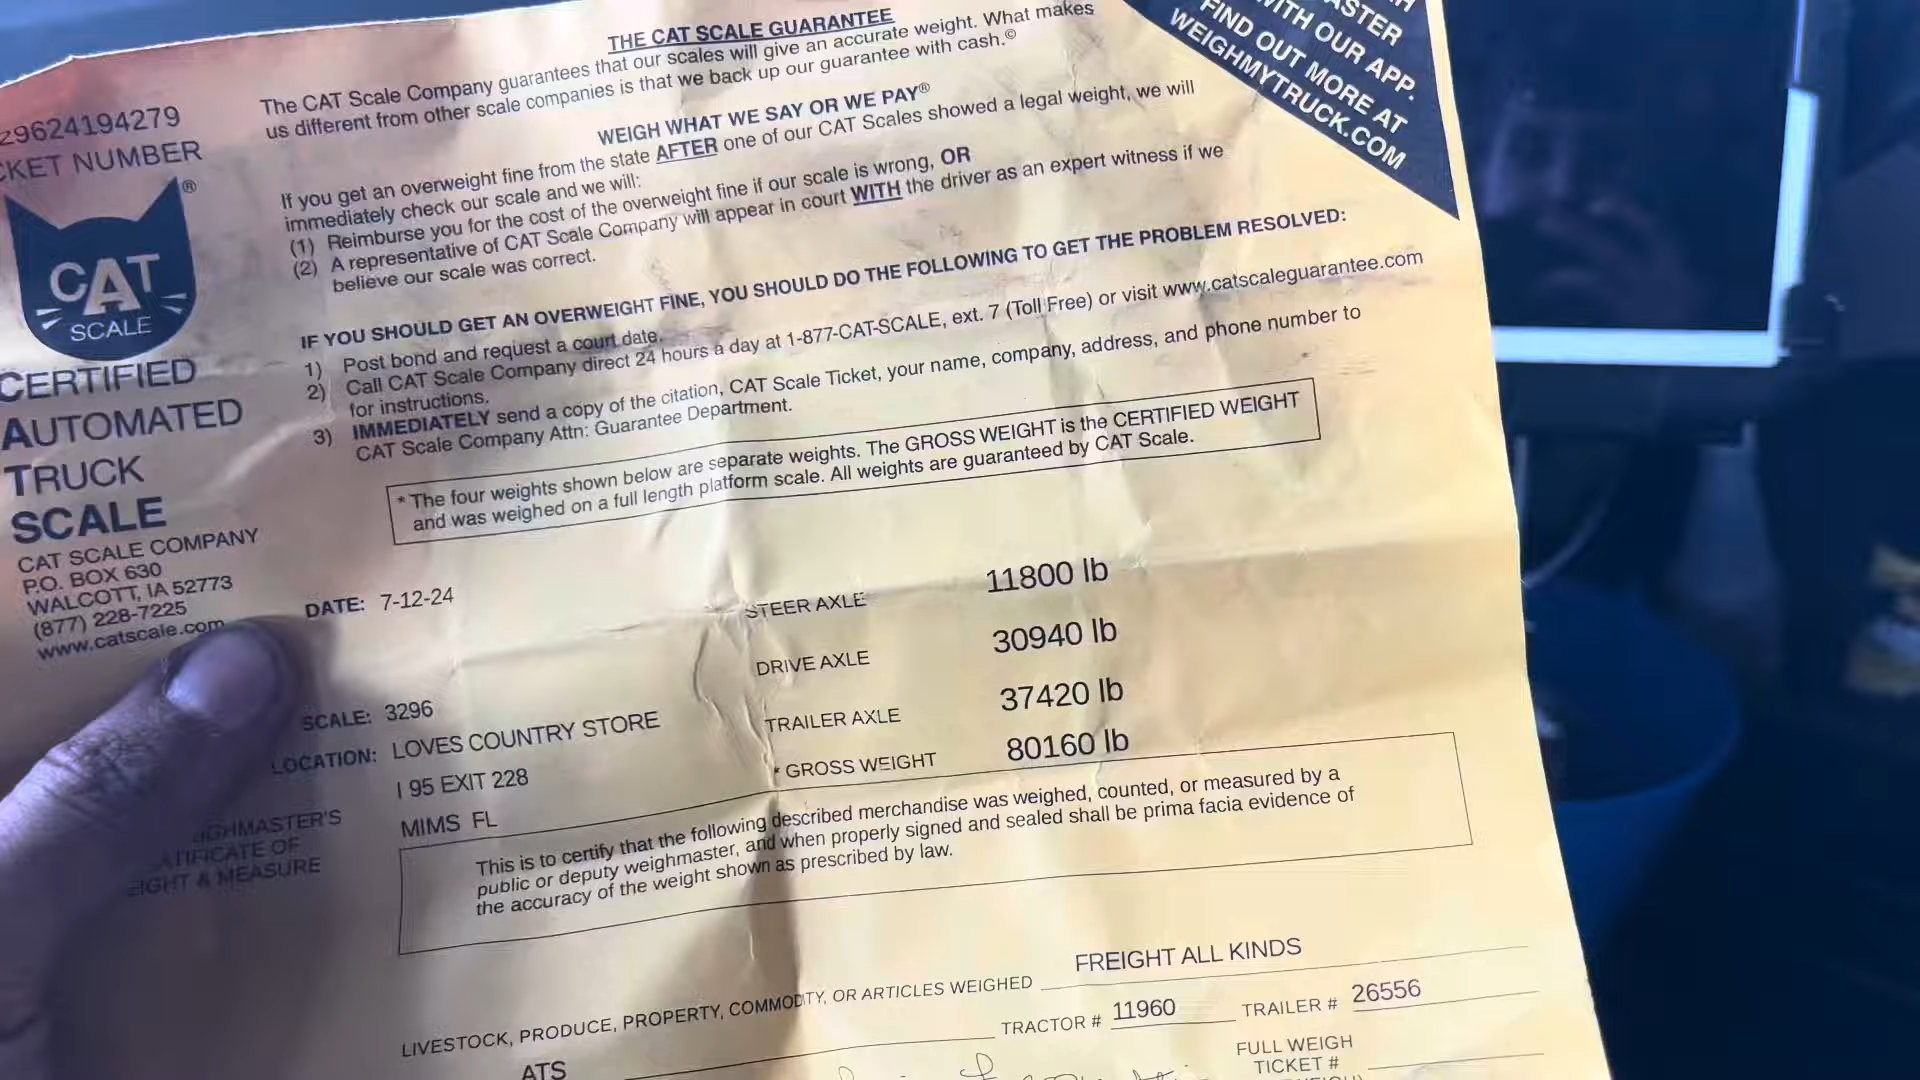 THE CAT SCALE GUARANTEE
The CAT Scale Company guarantees that our scales will give an accurate weight. What makes
us different from other scale companies is that we back up our guarantee with cash.©
WEIGH WHAT WE SAY OR WE PAY®
If you get an overweight fine from the state AFTER one of our CAT Scales showed a legal weight, we will
immediately check our scale and we will:
(1) Reimburse you for the cost of the overweight fine if our scale is wrong, OR
(2) A representative of CAT Scale Company will appear in court WITH the driver as an expert witness if we
believe our scale was correct.
IF YOU SHOULD GET AN OVERWEIGHT FINE, YOU SHOULD DO THE FOLLOWING TO GET THE PROBLEM RESOLVED:
1) Post bond and request a court date.
2) Call CAT Scale Company direct 24 hours a day at 1-877-CAT-SCALE, ext. 7 (Toll Free) or visit www.catscaleguarantee.com
for instructions.
3) IMMEDIATELY send a copy of the citation, CAT Scale Ticket, your name, company, address, and phone number to
CAT Scale Company Attn: Guarantee Department.
* The four weights shown below are separate weights. The GROSS WEIGHT is the CERTIFIED WEIGHT
and was weighed on a full length platform scale. All weights are guaranteed by CAT Scale.
ASTER
WITH OUR APP.
FIND OUT MORE AT
WEIGHMYTRUCK.COM
29624194279
CKET NUMBER
CAT®
SCALE
CERTIFIED
AUTOMATED
TRUCK
SCALE
CAT SCALE COMPANY
P.O. BOX 630
WALCOTT, IA 52773
(877) 228-7225
www.catscale.com
DATE: 7-12-24
SCALE: 3296
LOCATION: LOVES COUNTRY STORE
I 95 EXIT 228
MIMS FL
STEER AXLE 11800 lb
DRIVE AXLE 30940 lb
TRAILER AXLE 37420 lb
* GROSS WEIGHT 80160 lb
IGHMASTER'S
TIFICATE OF
EIGHT & MEASURE
This is to certify that the following described merchandise was weighed, counted, or measured by a
public or deputy weighmaster, and when properly signed and sealed shall be prima facia evidence of
the accuracy of the weight shown as prescribed by law.
LIVESTOCK, PRODUCE, PROPERTY, COMMODITY, OR ARTICLES WEIGHED FREIGHT ALL KINDS
TRACTOR # 11960 TRAILER # 26556
ATS
FULL WEIGH
TICKET #